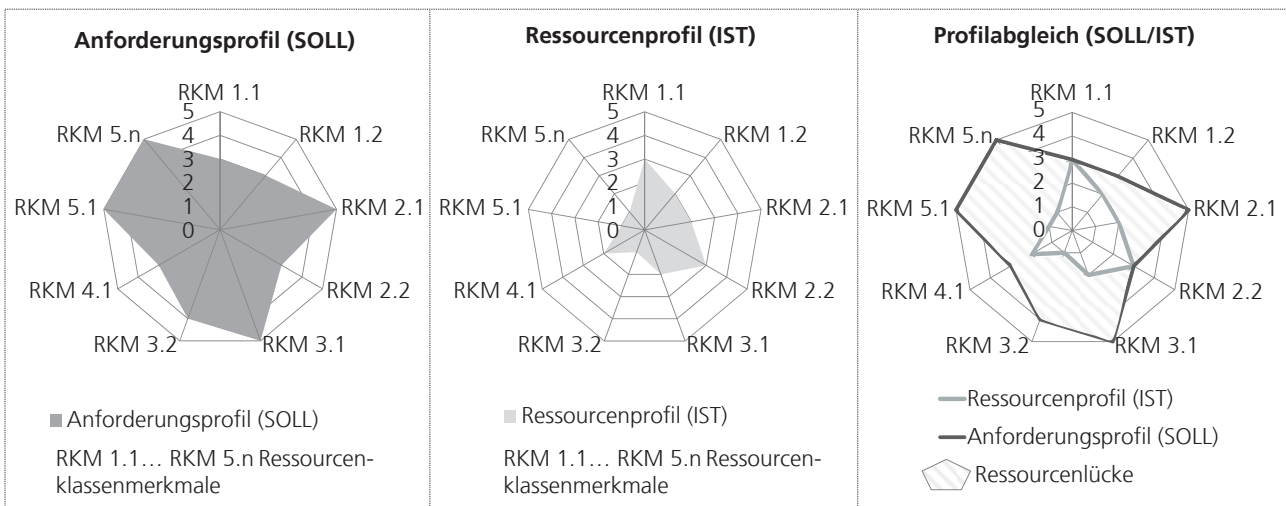 Anforderungsprofil (SOLL)
RKM 1.1
5
4
3
2
1
0
RKM 1.2
RKM 2.1
RKM 2.2
RKM 3.1
RKM 3.2
RKM 4.1
RKM 5.1
RKM 5.n
Anforderungsprofil (SOLL)
RKM 1.1... RKM 5.n Ressourcen-
klassenmerkmale
Ressourcenprofil (IST)
RKM 1.1
5
4
3
2
1
0
RKM 1.2
RKM 2.1
RKM 2.2
RKM 3.1
RKM 3.2
RKM 4.1
RKM 5.1
RKM 5.n
Ressourcenprofil (IST)
RKM 1.1... RKM 5.n Ressourcen-
klassenmerkmale
Profilabgleich (SOLL/IST)
RKM 1.1
5
4
3
2
1
0
RKM 1.2
RKM 2.1
RKM 2.2
RKM 3.1
RKM 3.2
RKM 4.1
RKM 5.1
RKM 5.n
Ressourcenprofil (IST)
Anforderungsprofil (SOLL)
Ressourcenlücke